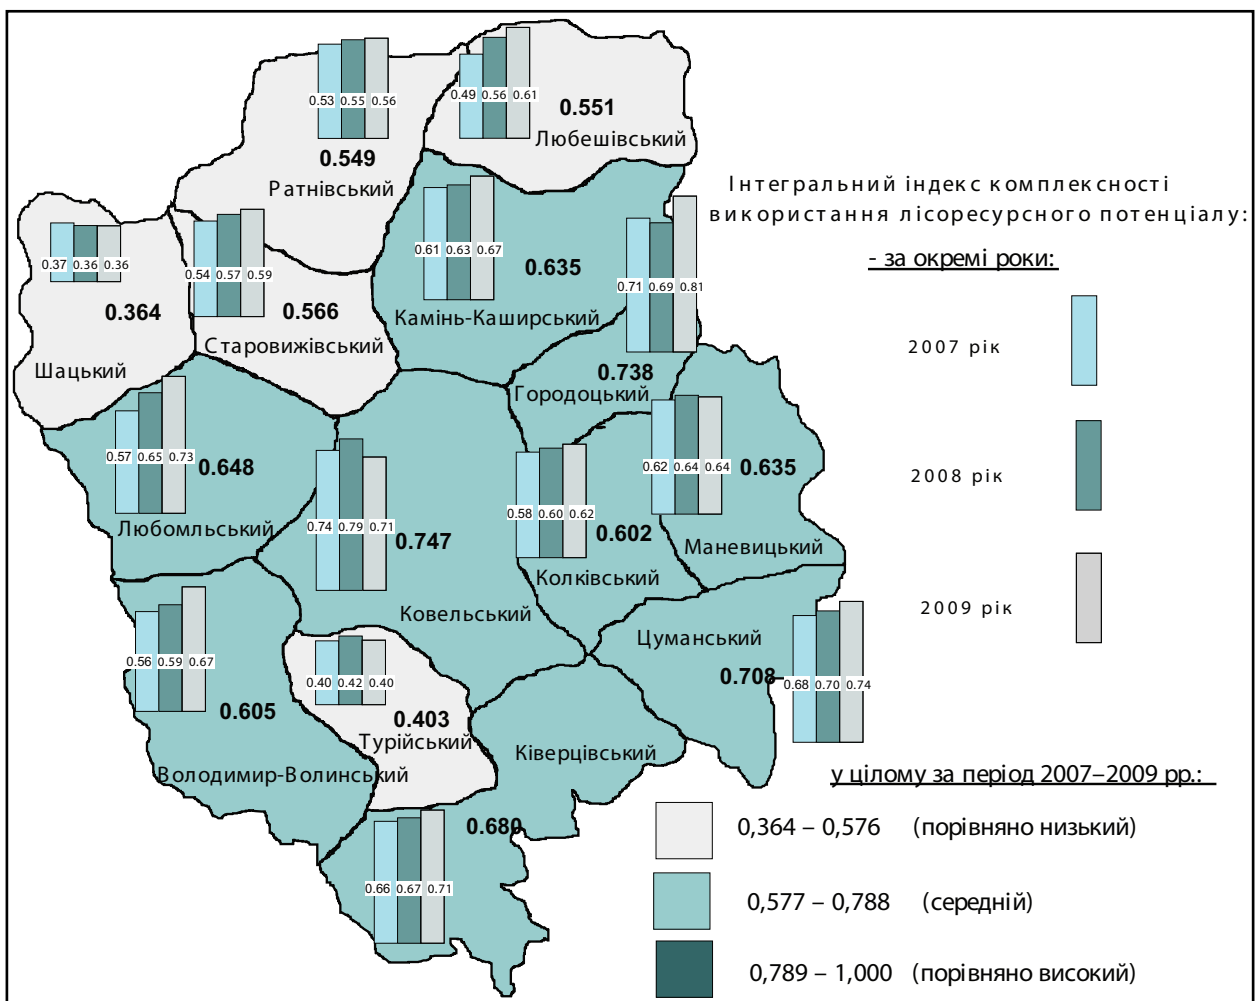 0.53 0.55 0.56
0.549
Ратнівський
0.49 0.56 0.61
0.551
Любешівський
0.37 0.36 0.36
0.364
Шацький
0.54 0.57 0.59
0.566
Старовижівський
0.61 0.63 0.67
0.635
Камінь-Каширський
0.71 0.69 0.81
0.738
Городоцький
0.57 0.65 0.73
0.648
Любомльський
0.74 0.79 0.71
0.747
Ковельський
0.58 0.60 0.62
0.602
Колківський
0.62 0.64 0.64
0.635
Маневицький
0.56 0.59 0.67
0.605
Володимир-Волинський
0.40 0.42 0.40
0.403
Турійський
Цуманський
0.708
0.68 0.70 0.74
Ківерцівський
0.680
0.66 0.67 0.71
Інтегральний індекс комплексності
використання лісоресурсного потенціалу:
- за окремі роки:
2007 рік
2008 рік
2009 рік
у цілому за період 2007–2009 рр.:
0,364 – 0,576 (порівняно низький)
0,577 – 0,788 (середній)
0,789 – 1,000 (порівняно високий)